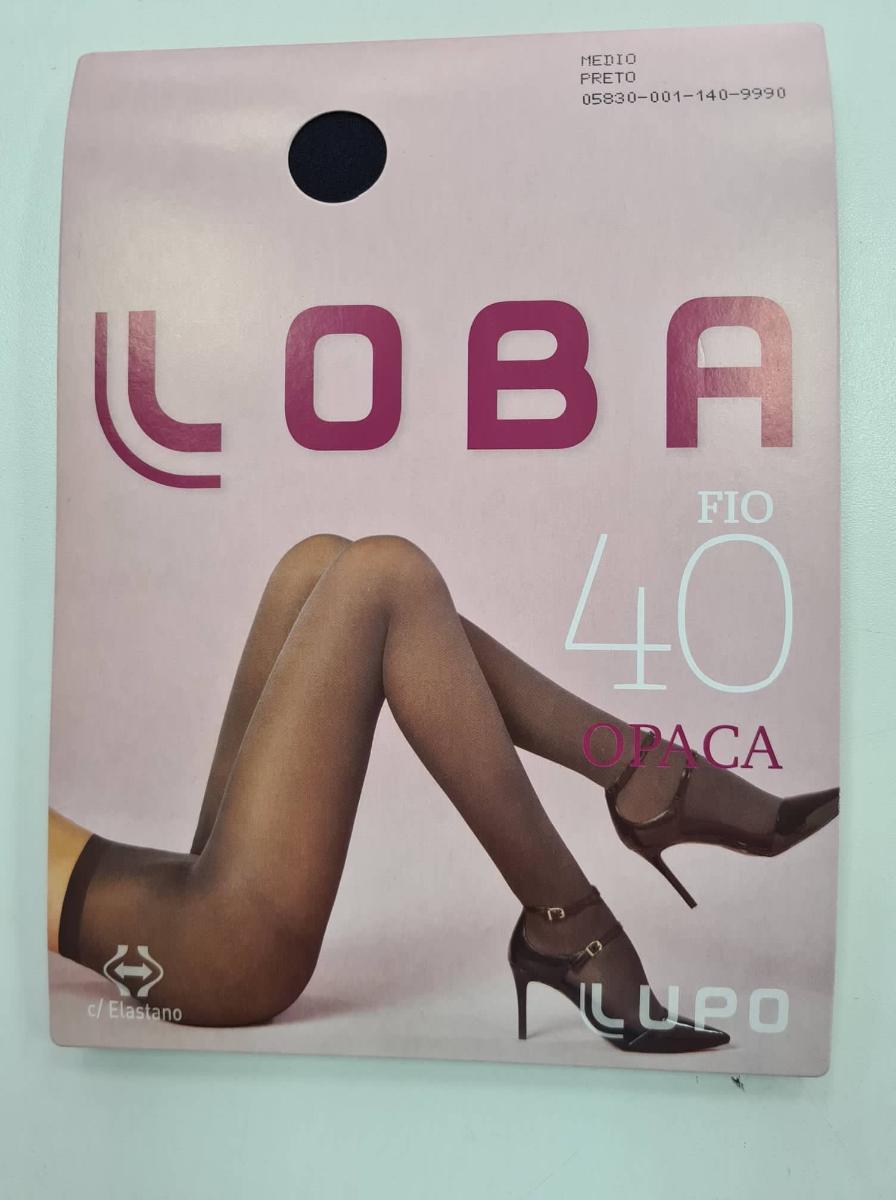 MEDIO
PRETO
05830-001-140-9990
LOBA
FIO
40
OPACA
c/ Elastano
LUPO